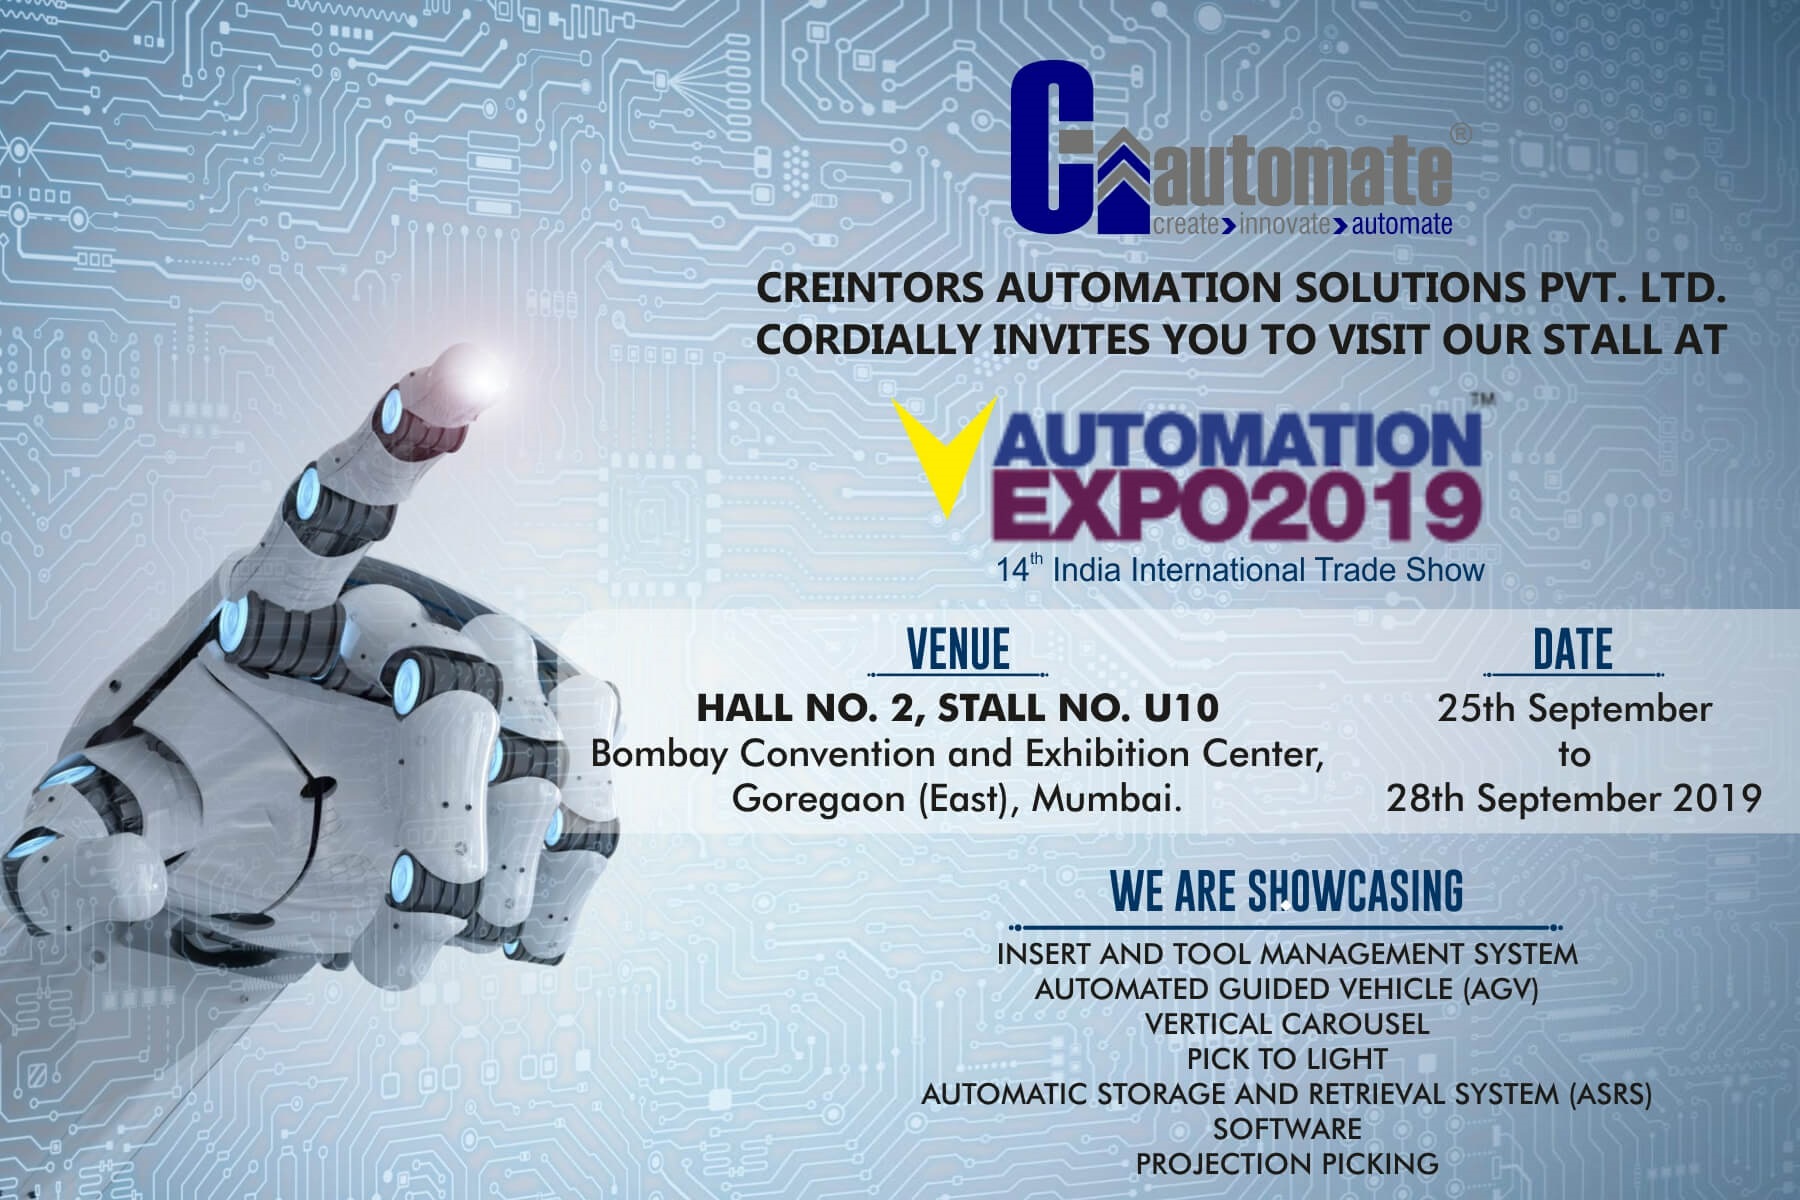 Cautomate®
create›innovate›automate
CREINTORS AUTOMATION SOLUTIONS PVT. LTD.
CORDIALLY INVITES YOU TO VISIT OUR STALL AT
AUTOMATION™
EXPO2019
14th India International Trade Show
VENUE
HALL NO. 2, STALL NO. U10
Bombay Convention and Exhibition Center,
Goregaon (East), Mumbai.
DATE
25th September
to
28th September 2019
WE ARE SHOWCASING
INSERT AND TOOL MANAGEMENT SYSTEM
AUTOMATED GUIDED VEHICLE (AGV)
VERTICAL CAROUSEL
PICK TO LIGHT
AUTOMATIC STORAGE AND RETRIEVAL SYSTEM (ASRS)
SOFTWARE
PROJECTION PICKING